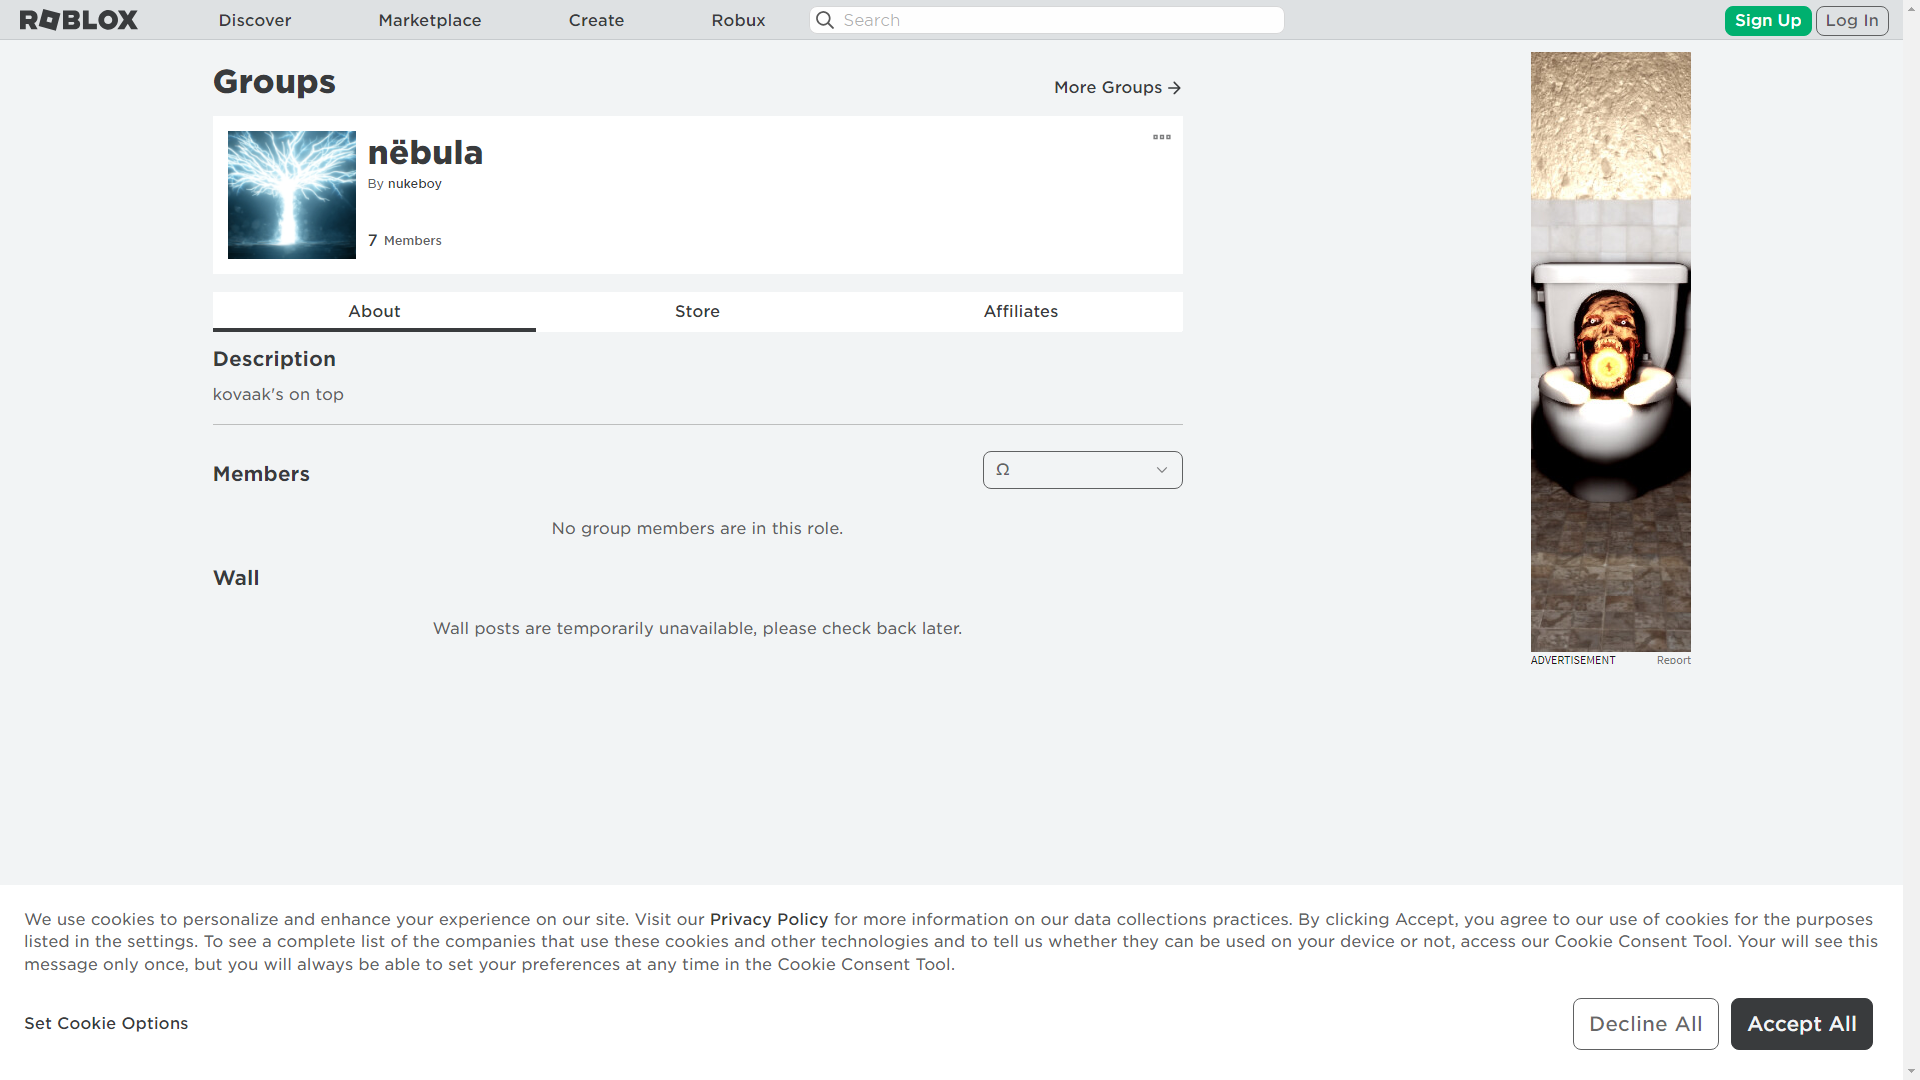 ROBLOX
Discover
Marketplace
Create
Robux
Search
Sign Up
Log In
Groups
More Groups
nëbula
By nukeboy
7 Members
About
Store
Affiliates
Description
kovaak's on top
Members
Ω
No group members are in this role.
Wall
Wall posts are temporarily unavailable, please check back later.
ADVERTISEMENT
Report
We use cookies to personalize and enhance your experience on our site. Visit our Privacy Policy for more information on our data collections practices. By clicking Accept, you agree to our use of cookies for the purposes
listed in the settings. To see a complete list of the companies that use these cookies and other technologies and to tell us whether they can be used on your device or not, access our Cookie Consent Tool. Your will see this
message only once, but you will always be able to set your preferences at any time in the Cookie Consent Tool.
Set Cookie Options
Decline All
Accept All